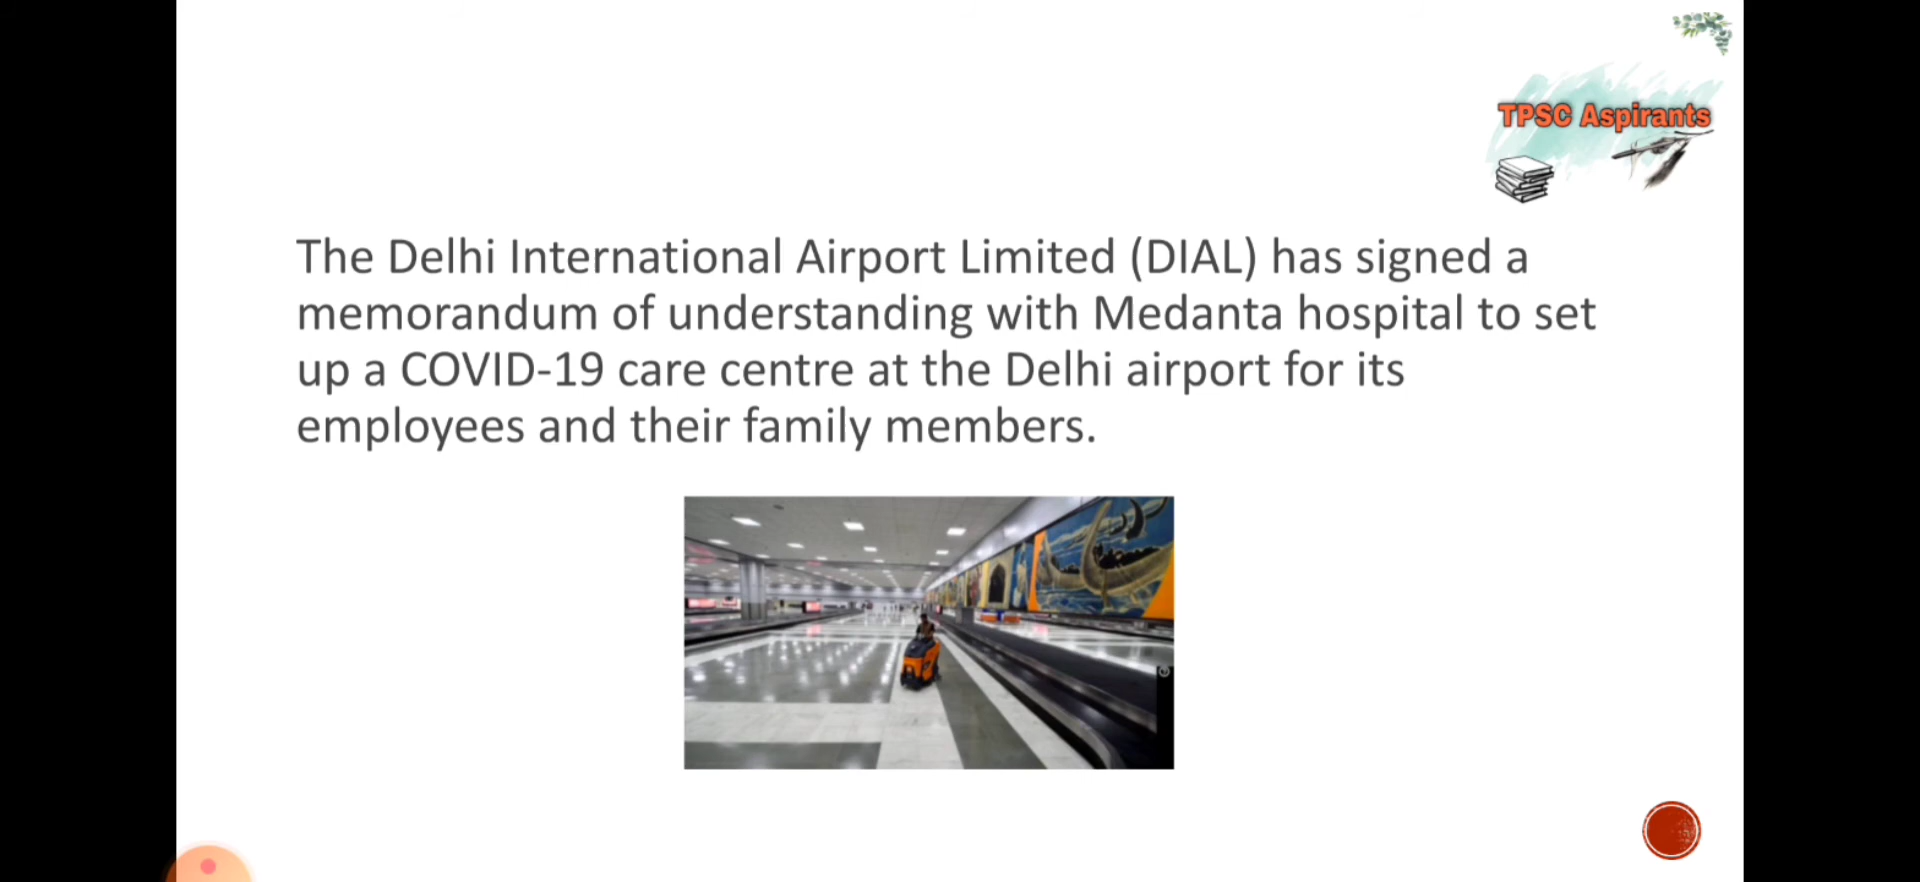 TPSC Aspirants
The Delhi International Airport Limited (DIAL) has signed a
memorandum of understanding with Medanta hospital to set
up a COVID-19 care centre at the Delhi airport for its
employees and their family members.